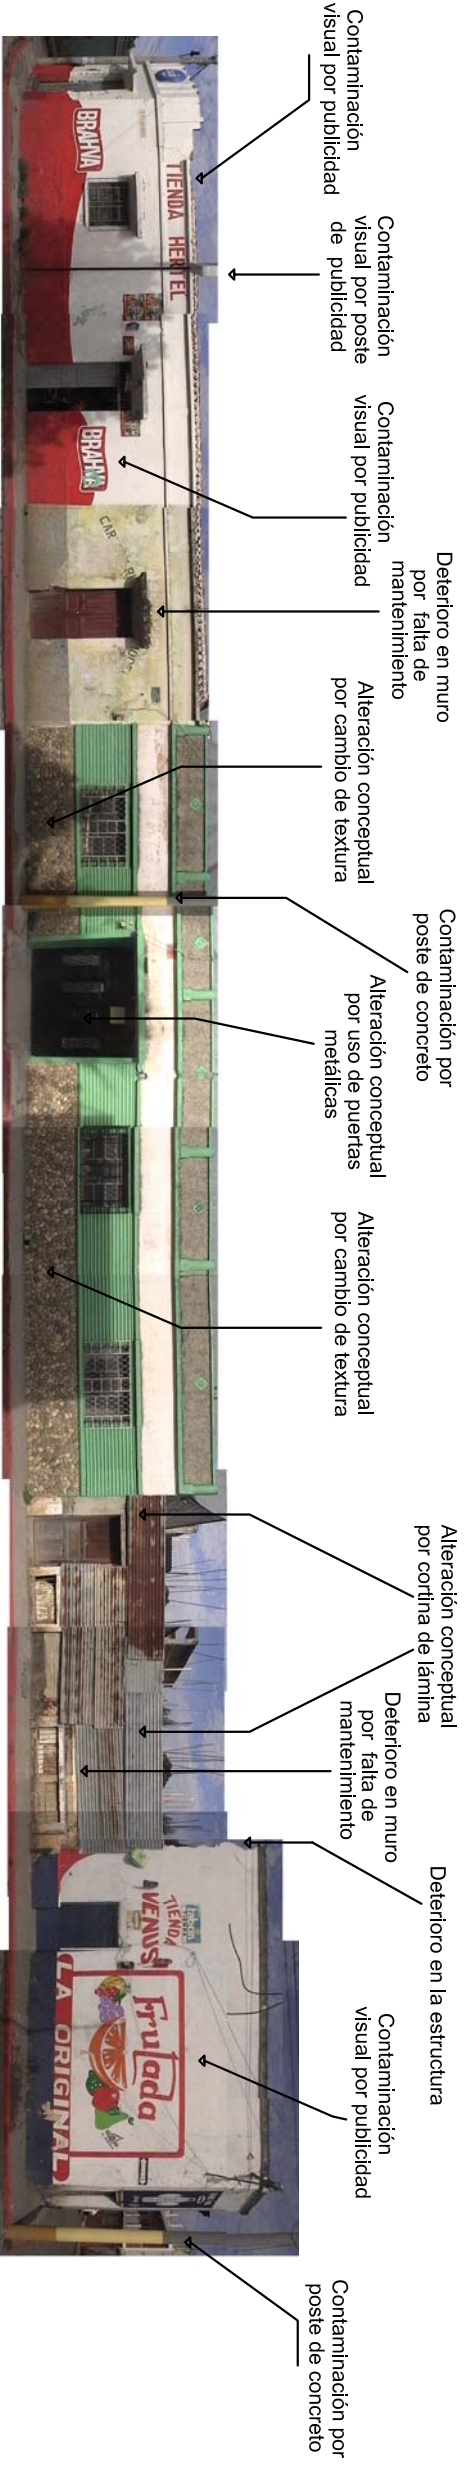 Contaminación
visual por publicidad
Contaminación
visual por poste
de publicidad
Contaminación
visual por publicidad
Deterioro en muro
por falta de
mantenimiento
Alteración conceptual
por cambio de textura
Contaminación por
poste de concreto
Alteración conceptual
por uso de puertas
metálicas
Alteración conceptual
por cambio de textura
Alteración conceptual
por cortina de lámina
Deterioro en muro
por falta de
mantenimiento
Deterioro en la estructura
Contaminación
visual por publicidad
Contaminación por
poste de concreto
TIENDA HERTEL
BRAHVA
BRAHVA
CAR
TIENDA
VENUS
Frutada
LA ORIGINAL